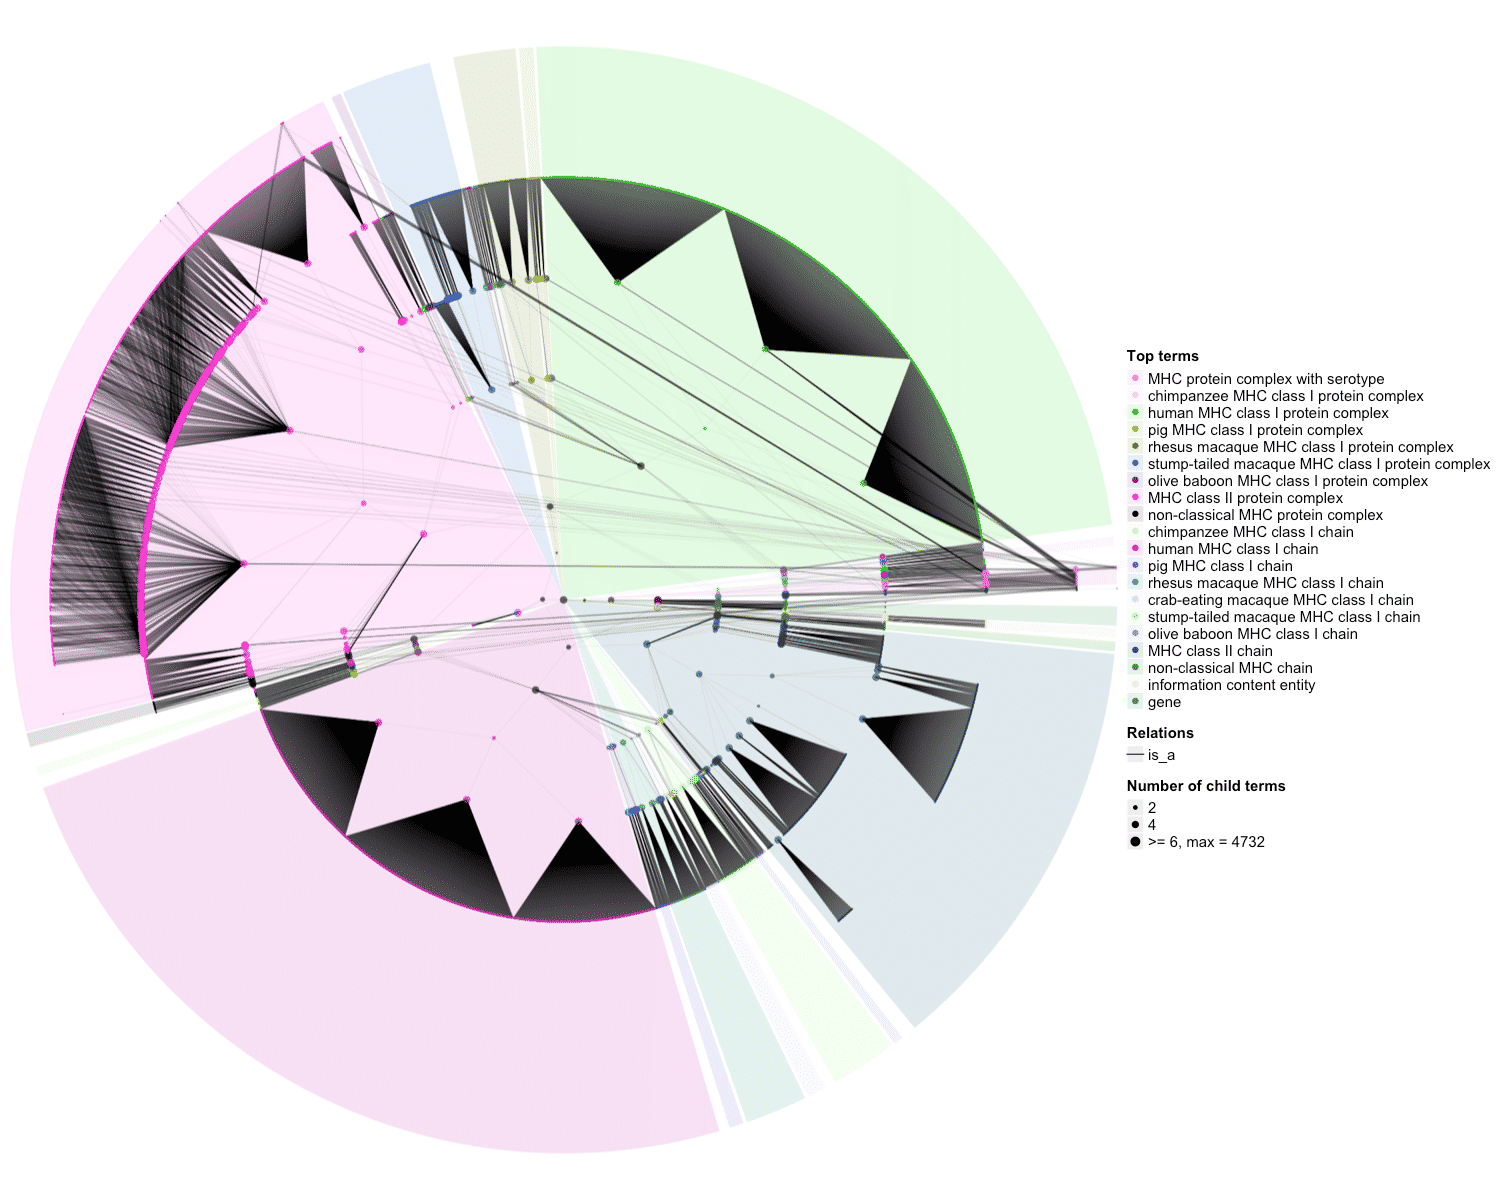 Top terms
MHC protein complex with serotype
chimpanzee MHC class I protein complex
human MHC class I protein complex
pig MHC class I protein complex
rhesus macaque MHC class I protein complex
stump-tailed macaque MHC class I protein complex
olive baboon MHC class I protein complex
MHC class II protein complex
non-classical MHC protein complex
chimpanzee MHC class I chain
human MHC class I chain
pig MHC class I chain
rhesus macaque MHC class I chain
crab-eating macaque MHC class I chain
stump-tailed macaque MHC class I chain
olive baboon MHC class I chain
MHC class II chain
non-classical MHC chain
information content entity
gene
Relations
is_a
Number of child terms
2
4
>= 6, max = 4732